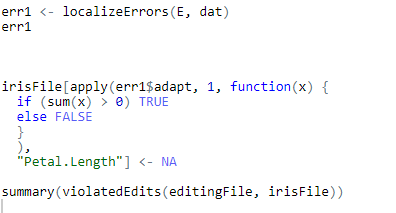 err1 <- localizeErrors(E, dat)
err1
irisFile[apply(err1$adapt, 1, function(x) {
  if (sum(x) > 0) TRUE
  else FALSE
  }
  ),
  "Petal.Length"] <- NA
summary(violatedEdits(editingFile, irisFile))